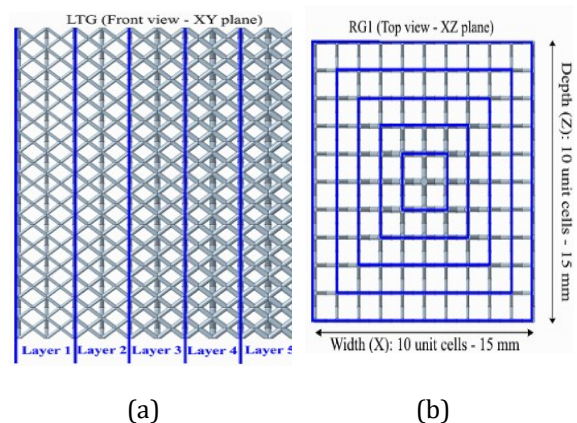 LTG (Front view - XY plane)
Layer 1 Layer 2 Layer 3 Layer 4 Layer 5
(a)
RG1 (Top view - XZ plane)
Depth (Z): 10 unit cells - 15 mm
Width (X): 10 unit cells - 15 mm
(b)